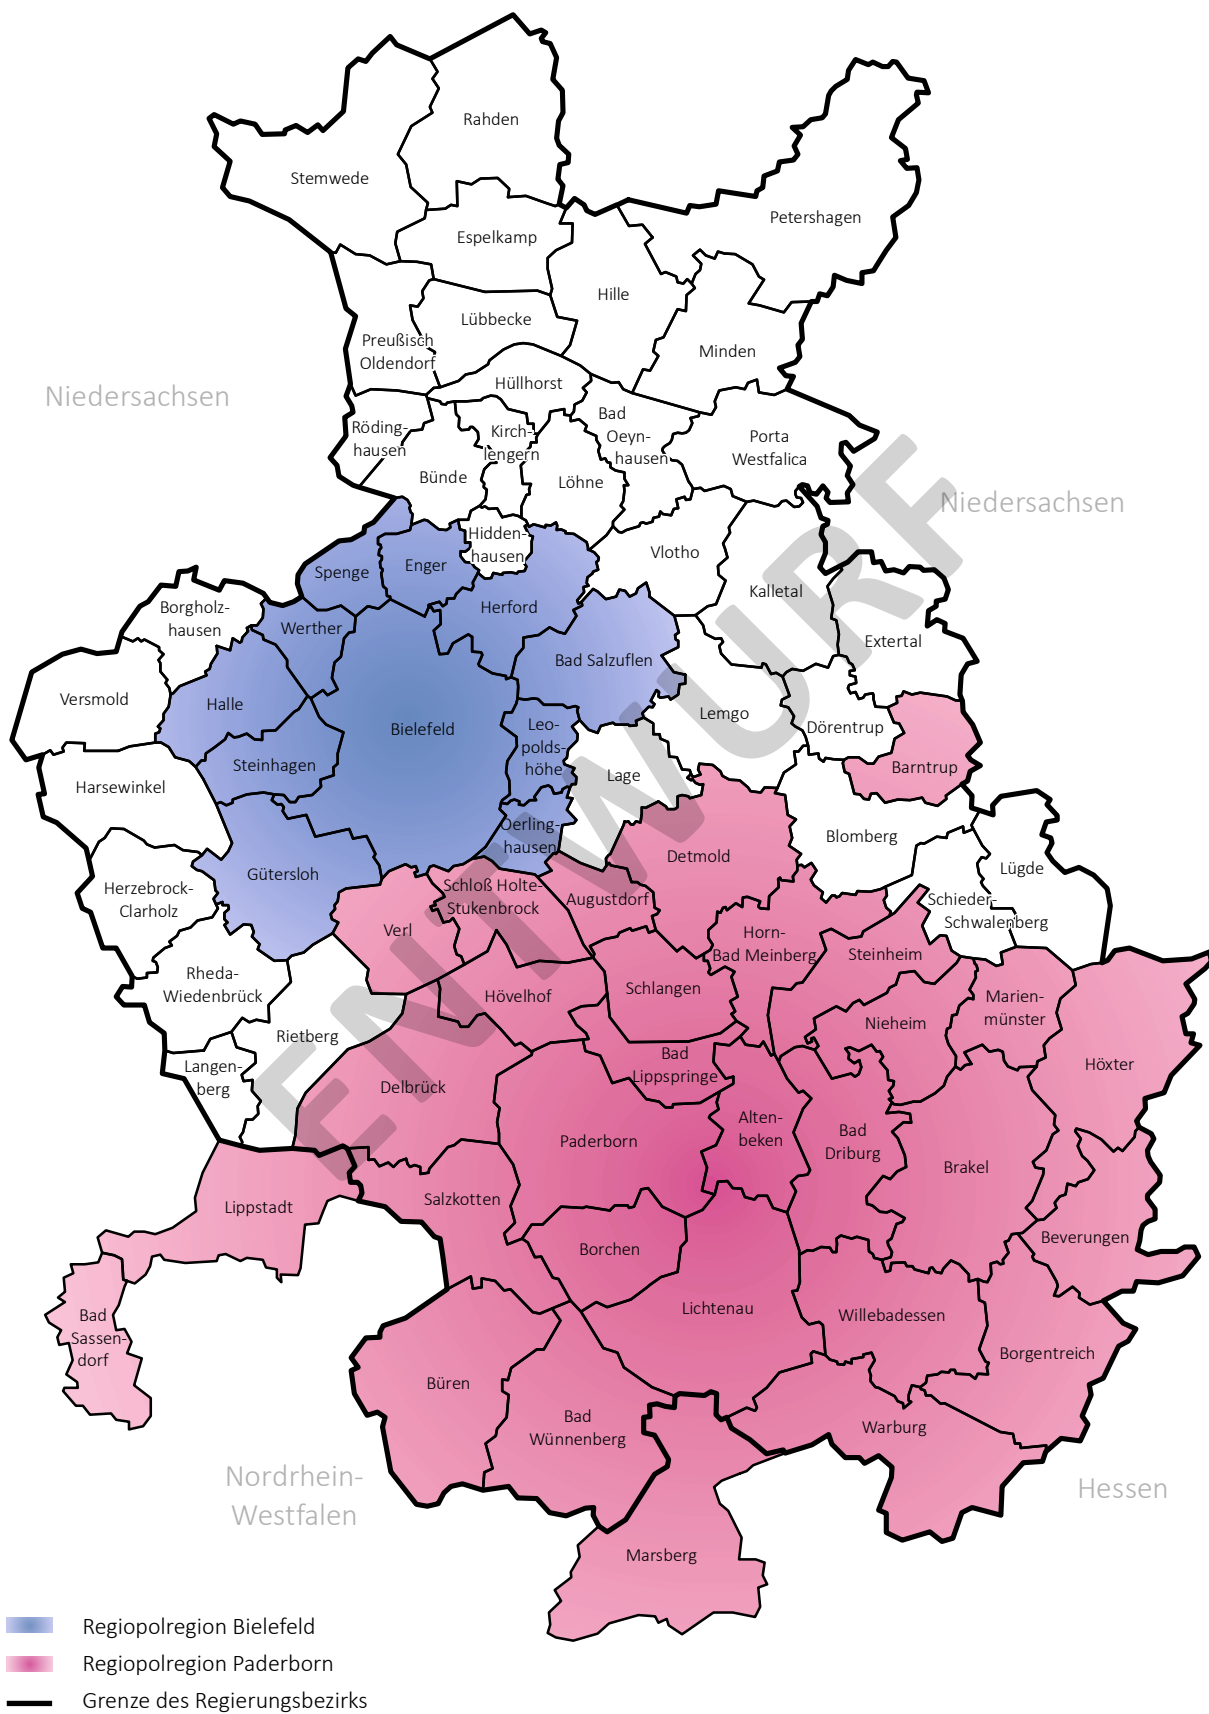 Rahden
Stemwede
Petershagen
Espelkamp
Hille
Lübbecke
Preußisch
Oldendorf
Minden
Hüllhorst
Niedersachsen
Bad
Oeyn-
hausen
Röding-
hausen
Kirch-
lengern
Porta
Westfalica
Bünde
Löhne
Niedersachsen
Hidden-
hausen
Vlotho
Spenge
Enger
Kalletal
Borgholz-
hausen
Werther
Herford
Extertal
Bad Salzuflen
Versmold
Halle
Lemgo
Bielefeld
Leo-
polds-
höhe
Dörentrup
Steinhagen
Barntrup
Harsewinkel
Lage
Oerling-
hausen
Blomberg
Detmold
Gütersloh
Lügde
Herzebrock-
Clarholz
Schloß Holte-
Stukenbrock
Augustdorf
Schieder-
Schwalenberg
Verl
Horn-
Bad Meinberg
Steinheim
Rheda-
Wiedenbrück
Hövelhof
Schlangen
Marien-
münster
Nieheim
Rietberg
Langen-
berg
Bad
Lippspringe
Höxter
Delbrück
Alten-
beken
Paderborn
Bad
Driburg
Brakel
Salzkotten
Lippstadt
Beverungen
Borchen
Lichtenau
Willebadessen
Bad
Sassen-
dorf
Borgentreich
Büren
Bad
Wünnenberg
Warburg
Nordrhein-
Westfalen
Hessen
Marsberg
ENTWURF
Regiopolregion Bielefeld
Regiopolregion Paderborn
Grenze des Regierungsbezirks